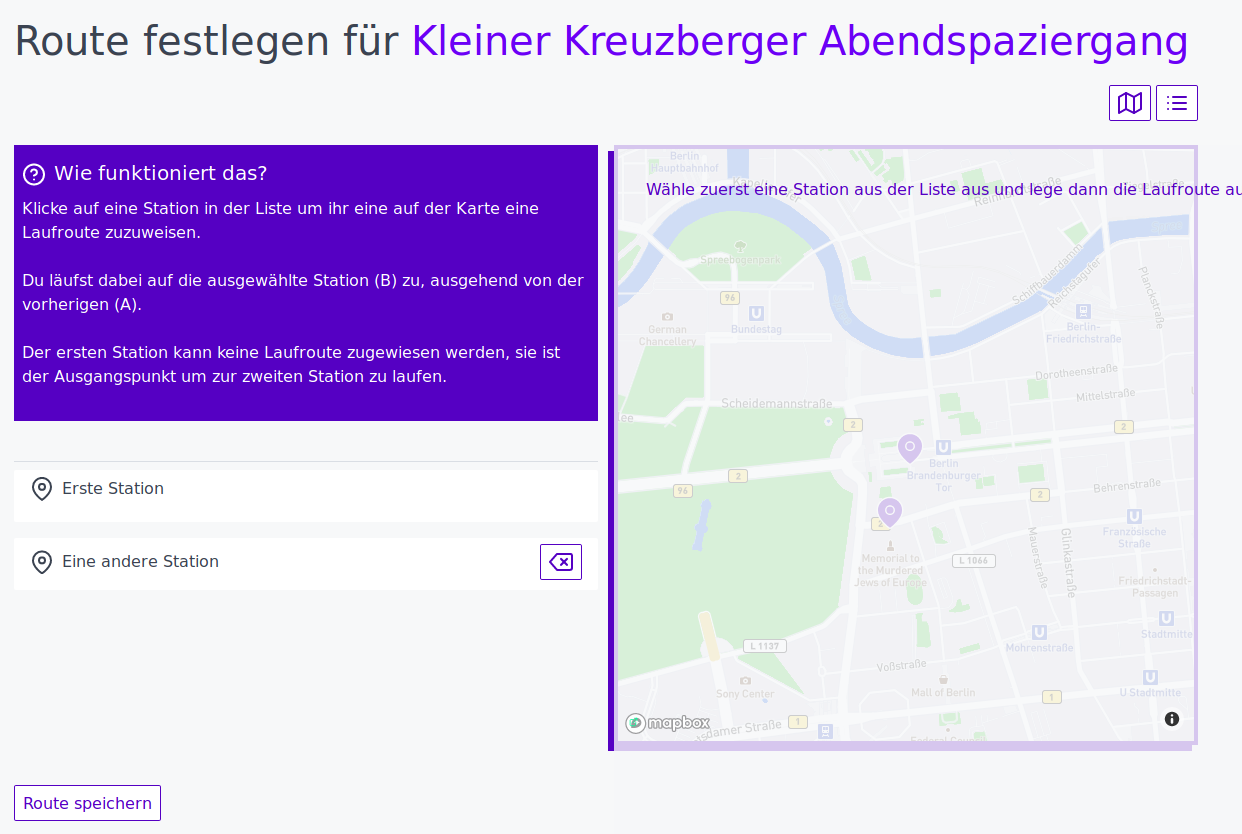 Route festlegen für Kleiner Kreuzberger Abendspaziergang
Wie funktioniert das?
Klicke auf eine Station in der Liste um ihr eine auf der Karte eine
Laufroute zuzuweisen.
Du läufst dabei auf die ausgewählte Station (B) zu, ausgehend von der
vorherigen (A).
Der ersten Station kann keine Laufroute zugewiesen werden, sie ist
der Ausgangspunkt um zur zweiten Station zu laufen.
Erste Station
Eine andere Station
Route speichern
Wähle zuerst eine Station aus der Liste aus und lege dann die Laufroute au
Berlin
Hauptbahnhof
Spreebogenpark
Schiffbauerdamm
Reichstagufer
Planckstraße
96
German
Chancellery
Bundestag
Berlin-
Friedrichstraße
Dorotheenstraße
Mittelstraße
Scheidemannstraße
2
2
Berlin
Brandenburger
Tor
2
96
Behrenstraße
2
2
Französische
Straße
Mauerstraße
Glinkastraße
Memorial to
the Murdered
Jews of Europe
L 1066
Friedrichstadt-
Passagen
Stadtmitte
Mohrenstraße
L 1137
Voßstraße
Sony Center
Mall of Berlin
U Stadtmitte
1
1
mapbox
sdamer Straße